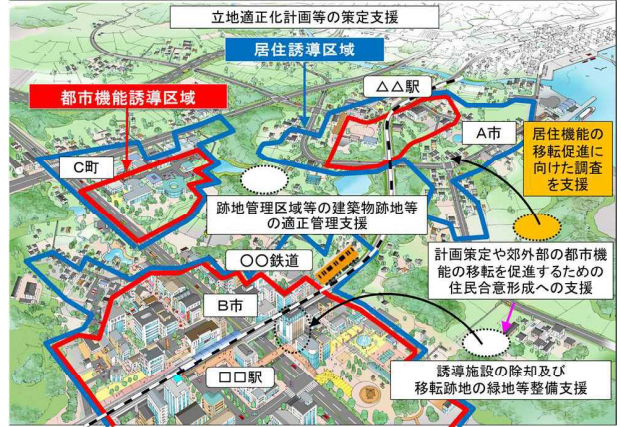 立地適正化計画等の策定支援
居住誘導区域
都市機能誘導区域
△△駅
A市
居住機能の
移転促進に
向けた調査
を支援
C町
跡地管理区域等の建築物跡地等
の適正管理支援
〇〇鉄道
計画策定や郊外部の都市機
能の移転を促進するための
住民合意形成への支援
B市
口口駅
誘導施設の除却及び
移転跡地の緑地等整備支援